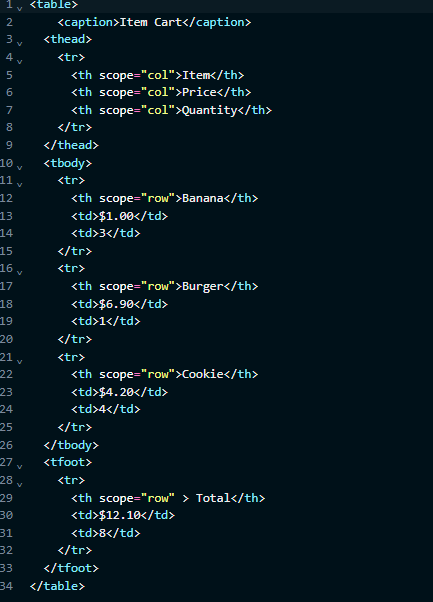 1 <table>
2 <caption>Item Cart</caption>
3 <thead>
4 <tr>
5 <th scope="col">Item</th>
6 <th scope="col">Price</th>
7 <th scope="col">Quantity</th>
8 </tr>
9 </thead>
10 <tbody>
11 <tr>
12 <th scope="row">Banana</th>
13 <td>$1.00</td>
14 <td>3</td>
15 </tr>
16 <tr>
17 <th scope="row">Burger</th>
18 <td>$6.90</td>
19 <td>1</td>
20 </tr>
21 <tr>
22 <th scope="row">Cookie</th>
23 <td>$4.20</td>
24 <td>4</td>
25 </tr>
26 </tbody>
27 <tfoot>
28 <tr>
29 <th scope="row" > Total</th>
30 <td>$12.10</td>
31 <td>8</td>
32 </tr>
33 </tfoot>
34 </table>